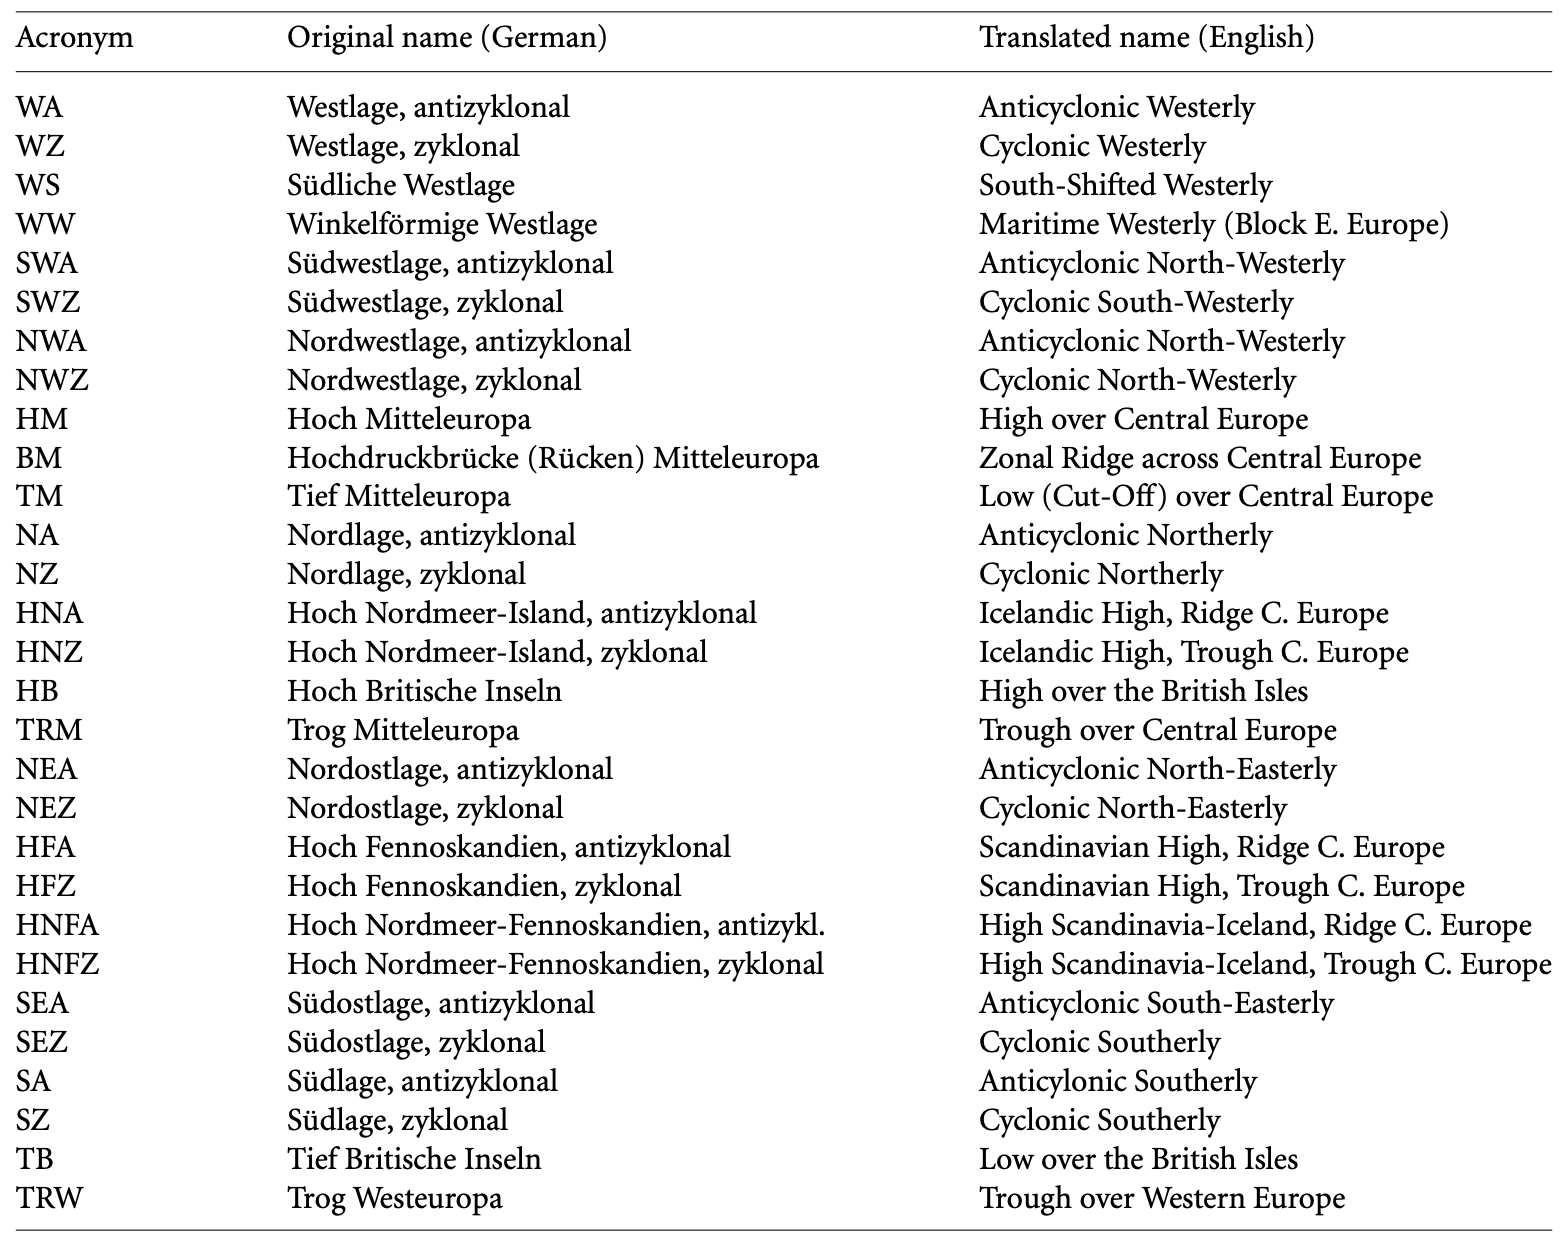 Acronym Original name (German) Translated name (English)
WA Westlage, antizyklonal Anticyclonic Westerly
WZ Westlage, zyklonal Cyclonic Westerly
WS Südliche Westlage South-Shifted Westerly
WW Winkelförmige Westlage Maritime Westerly (Block E. Europe)
SWA Südwestlage, antizyklonal Anticyclonic North-Westerly
SWZ Südwestlage, zyklonal Cyclonic South-Westerly
NWA Nordwestlage, antizyklonal Anticyclonic North-Westerly
NWZ Nordwestlage, zyklonal Cyclonic North-Westerly
HM Hoch Mitteleuropa High over Central Europe
BM Hochdruckbrücke (Rücken) Mitteleuropa Zonal Ridge across Central Europe
TM Tief Mitteleuropa Low (Cut-Off) over Central Europe
NA Nordlage, antizyklonal Anticyclonic Northerly
NZ Nordlage, zyklonal Cyclonic Northerly
HNA Hoch Nordmeer-Island, antizyklonal Icelandic High, Ridge C. Europe
HNZ Hoch Nordmeer-Island, zyklonal Icelandic High, Trough C. Europe
HB Hoch Britische Inseln High over the British Isles
TRM Trog Mitteleuropa Trough over Central Europe
NEA Nordostlage, antizyklonal Anticyclonic North-Easterly
NEZ Nordostlage, zyklonal Cyclonic North-Easterly
HFA Hoch Fennoskandien, antizyklonal Scandinavian High, Ridge C. Europe
HFZ Hoch Fennoskandien, zyklonal Scandinavian High, Trough C. Europe
HNFA Hoch Nordmeer-Fennoskandien, antizykl. High Scandinavia-Iceland, Ridge C. Europe
HNFZ Hoch Nordmeer-Fennoskandien, zyklonal High Scandinavia-Iceland, Trough C. Europe
SEA Südostlage, antizyklonal Anticyclonic South-Easterly
SEZ Südostlage, zyklonal Cyclonic Southerly
SA Südlage, antizyklonal Anticylonic Southerly
SZ Südlage, zyklonal Cyclonic Southerly
TB Tief Britische Inseln Low over the British Isles
TRW Trog Westeuropa Trough over Western Europe